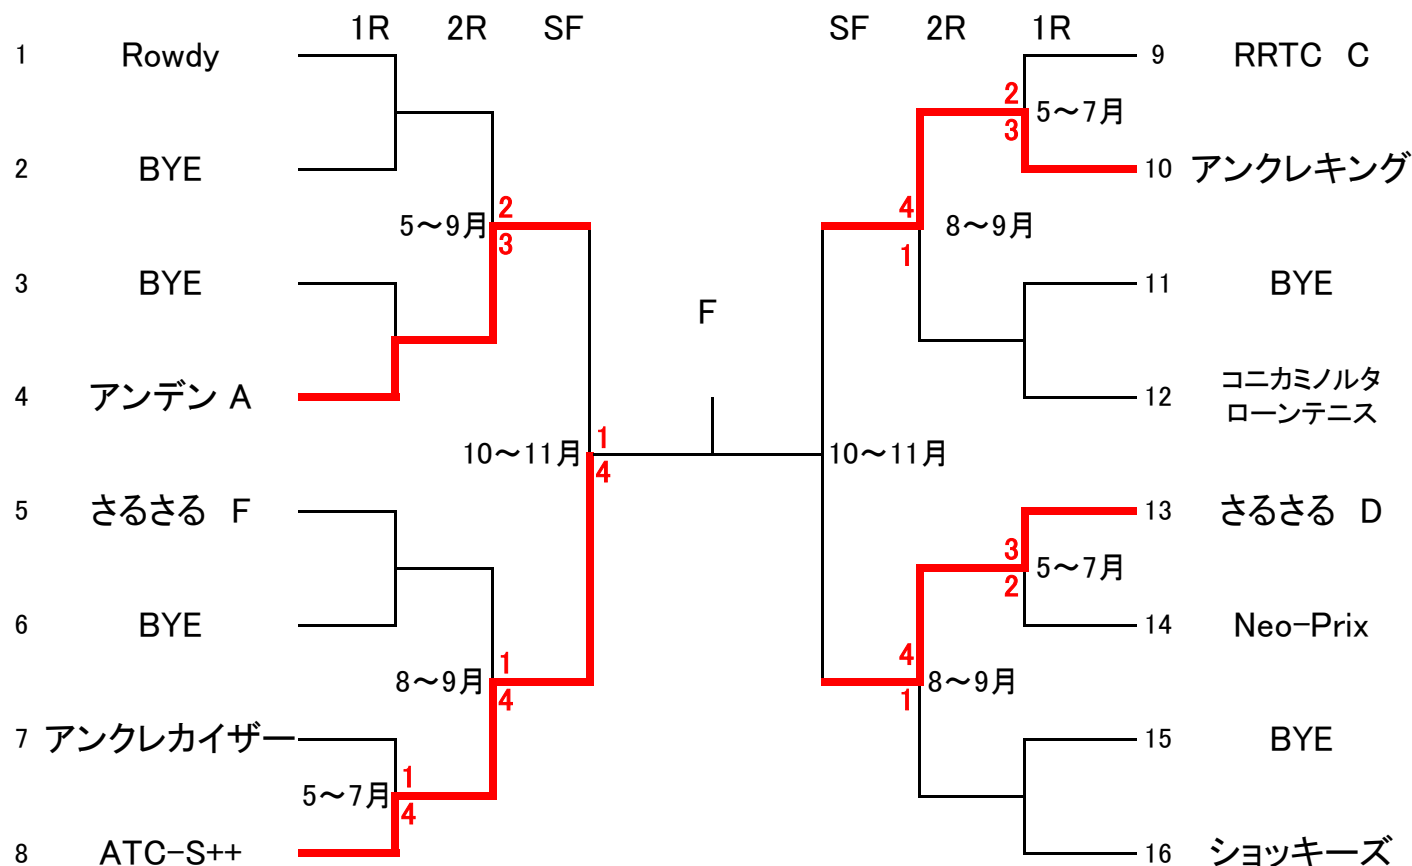 1R 2R SF SF 2R 1R
1 Rowdy
2 BYE
5～9月
2
3
3 BYE
4 アンデン A
10～11月
1
4
5 さるさる F
6 BYE
8～9月
1
4
7 アンクレカイザー
5～7月
1
4
8 ATC-S++
F
9 RRTC C
2
3
5～7月
10 アンクレキング
4
1
8～9月
11 BYE
12 コニカミノルタ
ローンテニス
10～11月
13 さるさる D
3
2
5～7月
14 Neo-Prix
4
1
8～9月
15 BYE
16 ショッキーズ